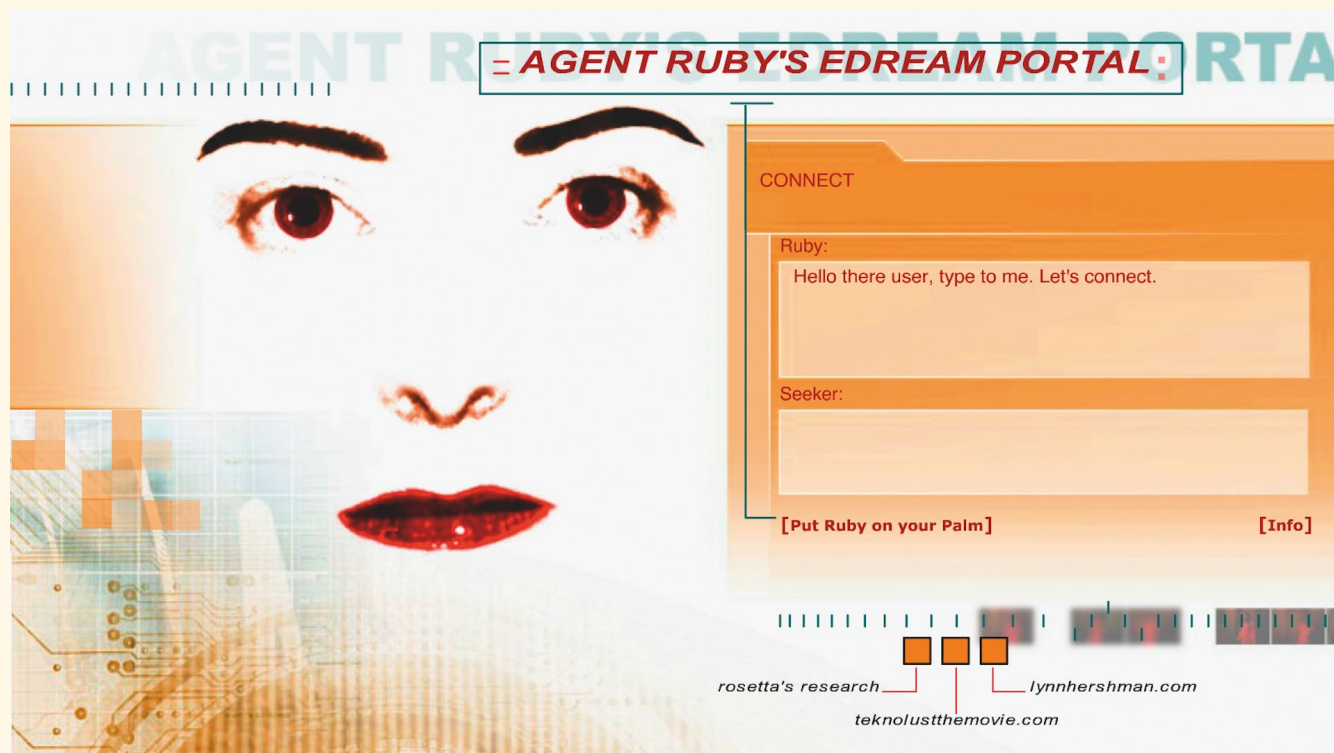 AGENT RUBY'S EDREAM PORTA
= AGENT RUBY'S EDREAM PORTAL:
CONNECT
Ruby:
Hello there user, type to me. Let's connect.
Seeker:
[Put Ruby on your Palm]
[Info]
rosetta's research
lynnhershman.com
teknolustthemovie.com